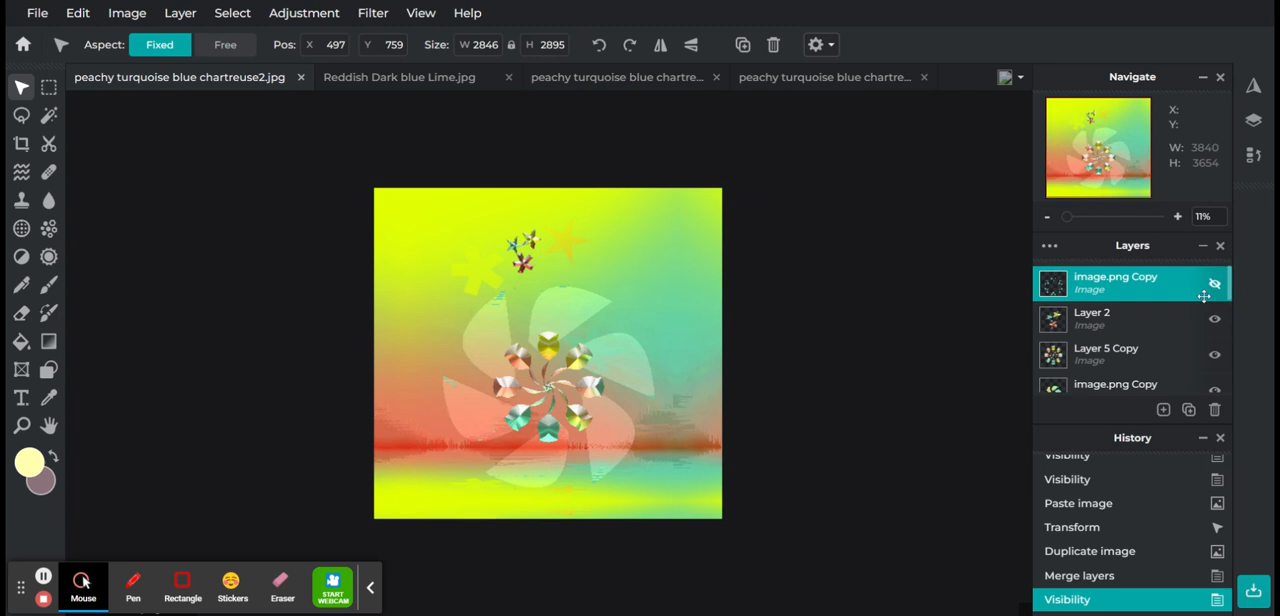 File Edit Image Layer Select Adjustment Filter View Help
Aspect: Fixed Free Pos: X 497 Y 759 Size: W 2846 H 2895
peachy turquoise blue chartreuse2.jpg Reddish Dark blue Lime.jpg peachy turquoise blue chartre... peachy turquoise blue chartre...
Navigate
X:
Y:
W: 3840
H: 3654
11%
Layers
image.png Copy
Image
Layer 2
Image
Layer 5 Copy
Image
image.png Copy
History
Visibility
Visibility
Paste image
Transform
Duplicate image
Merge layers
Visibility
Mouse Pen Rectangle Stickers Eraser START
WEBCAM